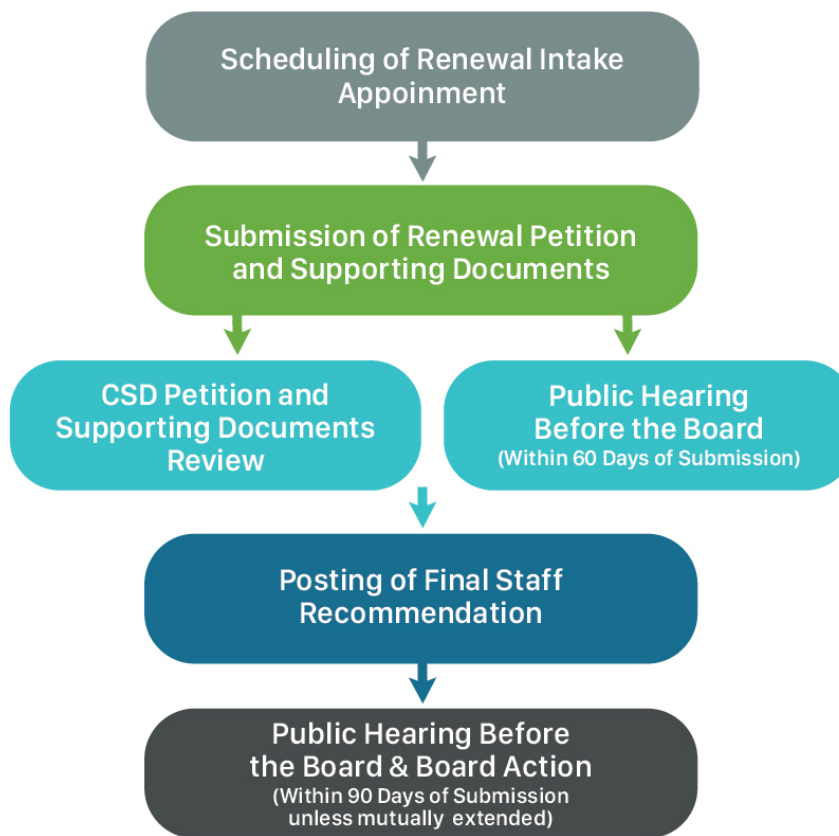 Scheduling of Renewal Intake
Appoinment
Submission of Renewal Petition
and Supporting Documents
CSD Petition and
Supporting Documents
Review
Public Hearing
Before the Board
(Within 60 Days of Submission)
Posting of Final Staff
Recommendation
Public Hearing Before
the Board & Board Action
(Within 90 Days of Submission
unless mutually extended)